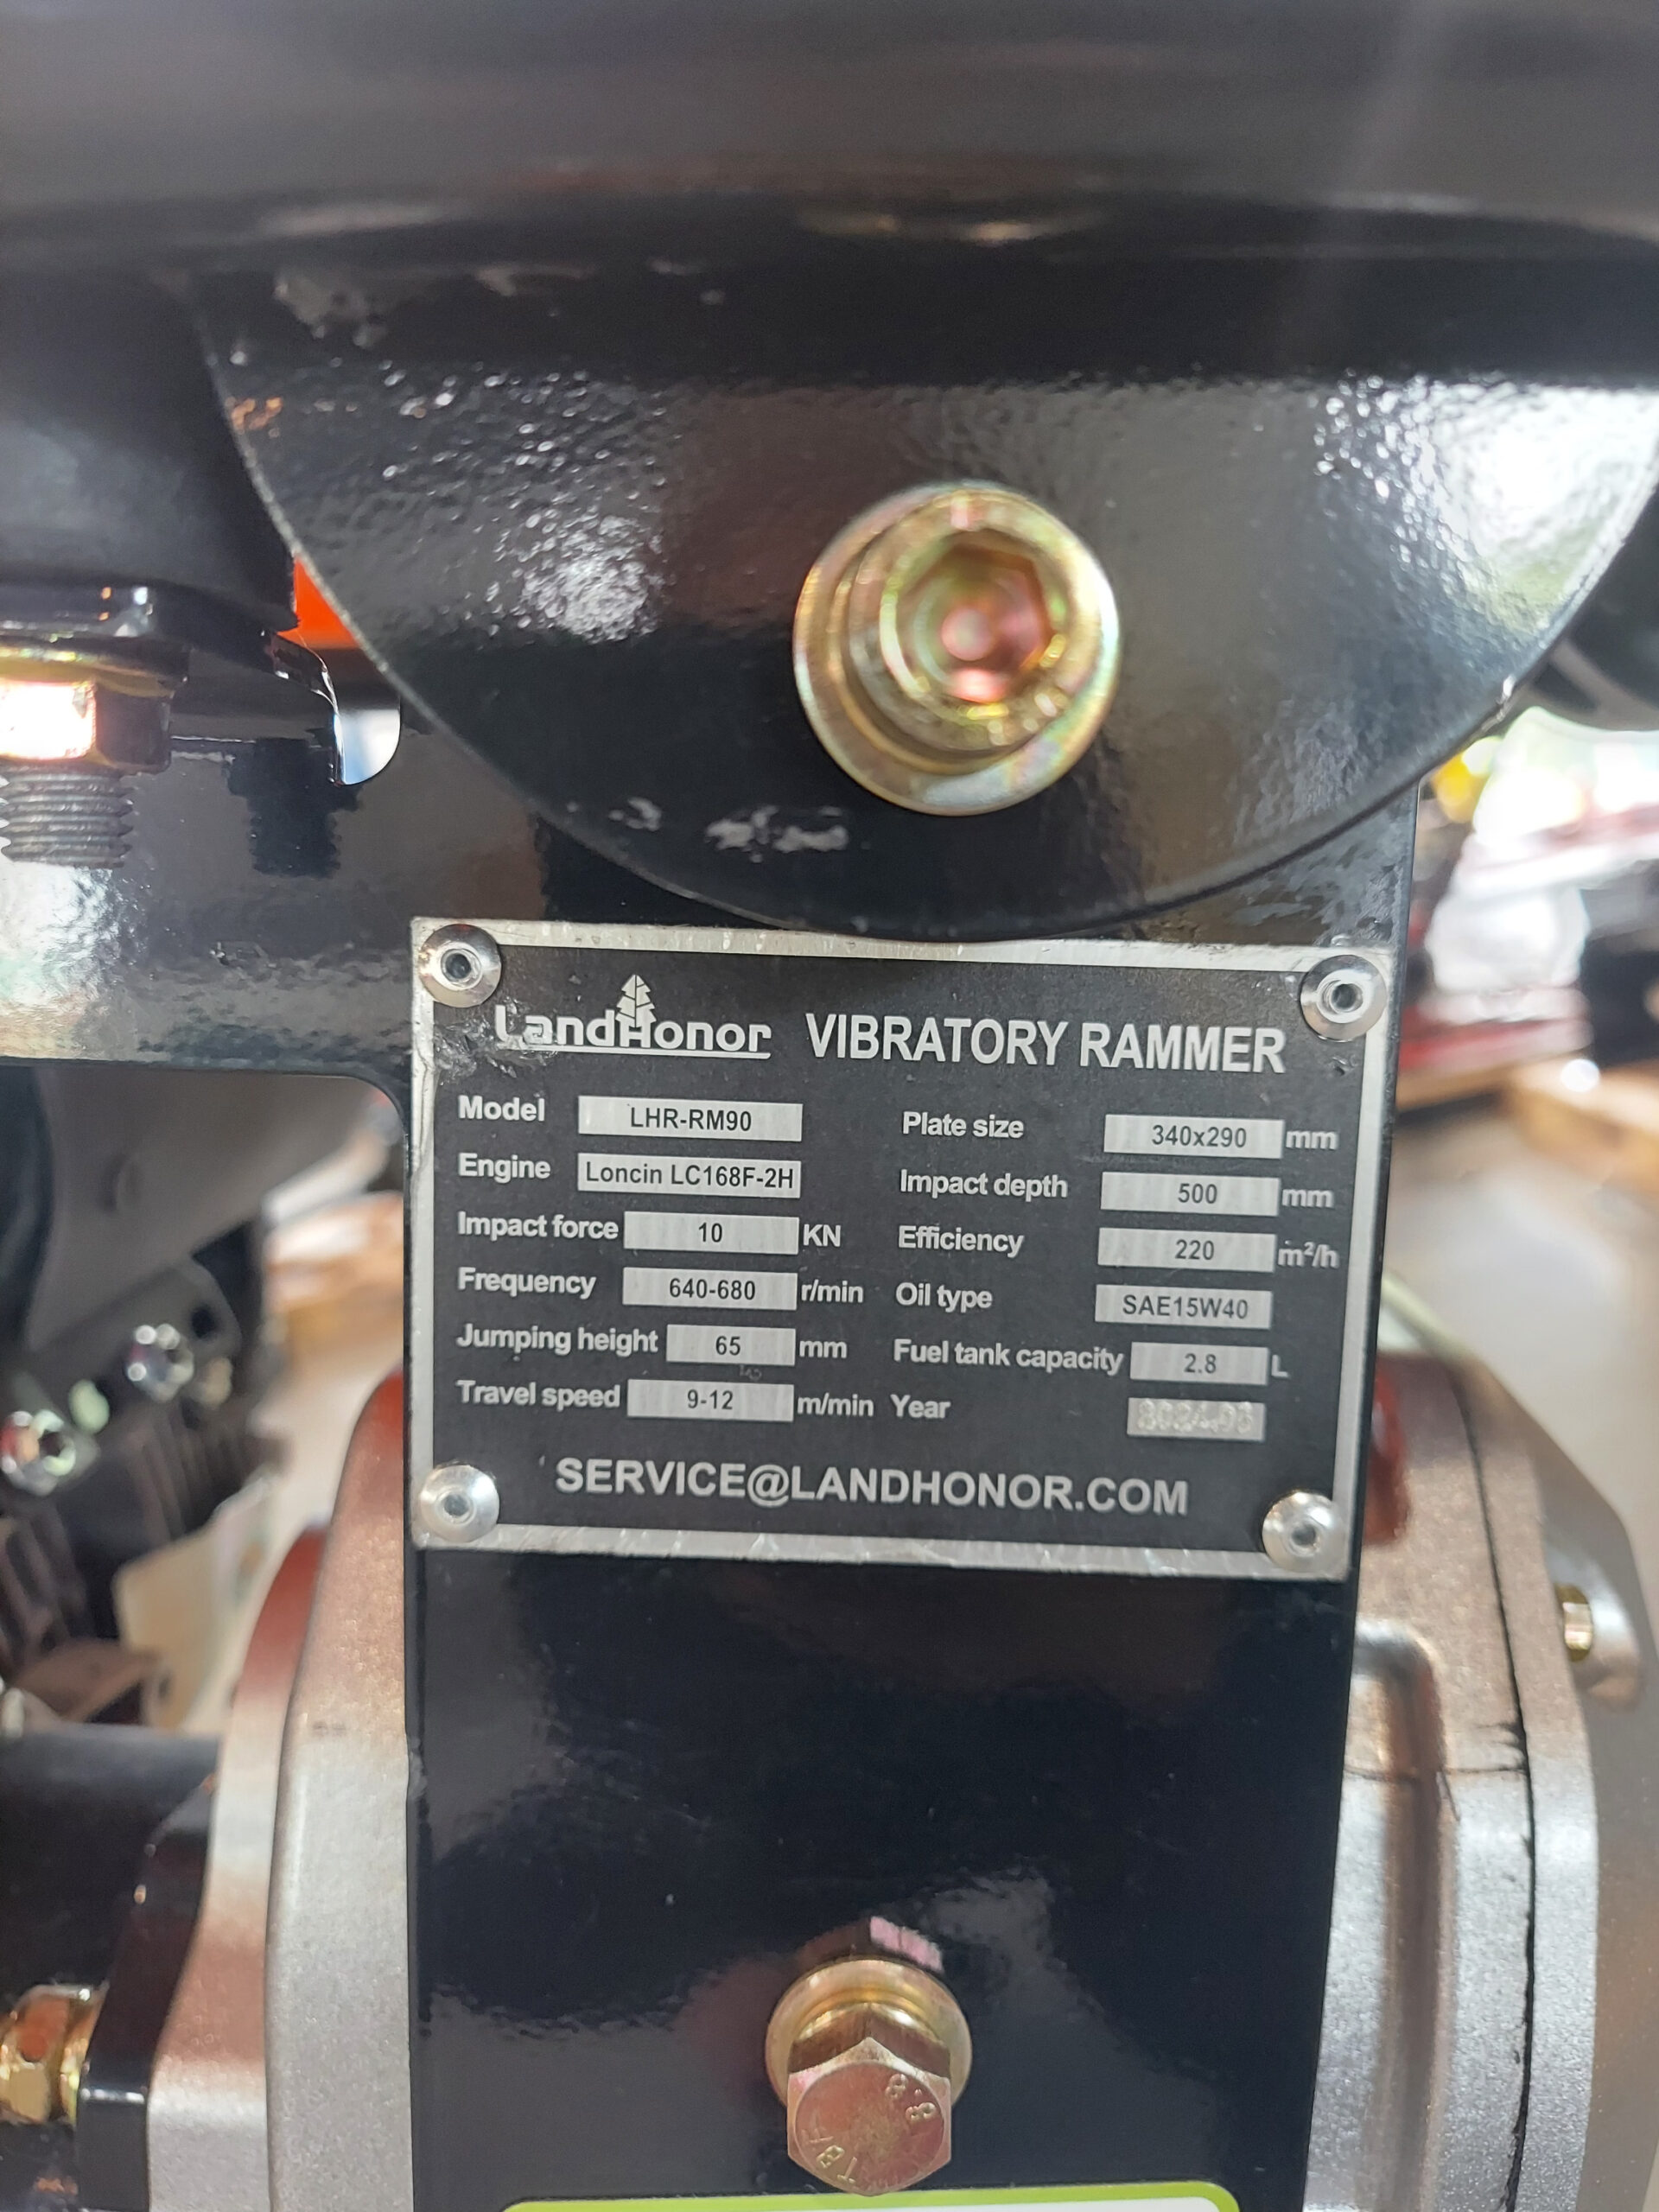 LandHonor VIBRATORY RAMMER
Model LHR-RM90
Engine Loncin LC168F-2H
Impact force 10 KN
Frequency 640-680 r/min
Jumping height 65 mm
Travel speed 9-12 m/min
Plate size 340x290 mm
Impact depth 500 mm
Efficiency 220 m²/h
Oil type SAE15W40
Fuel tank capacity 2.8 L
Year
SERVICE@LANDHONOR.COM
8.8